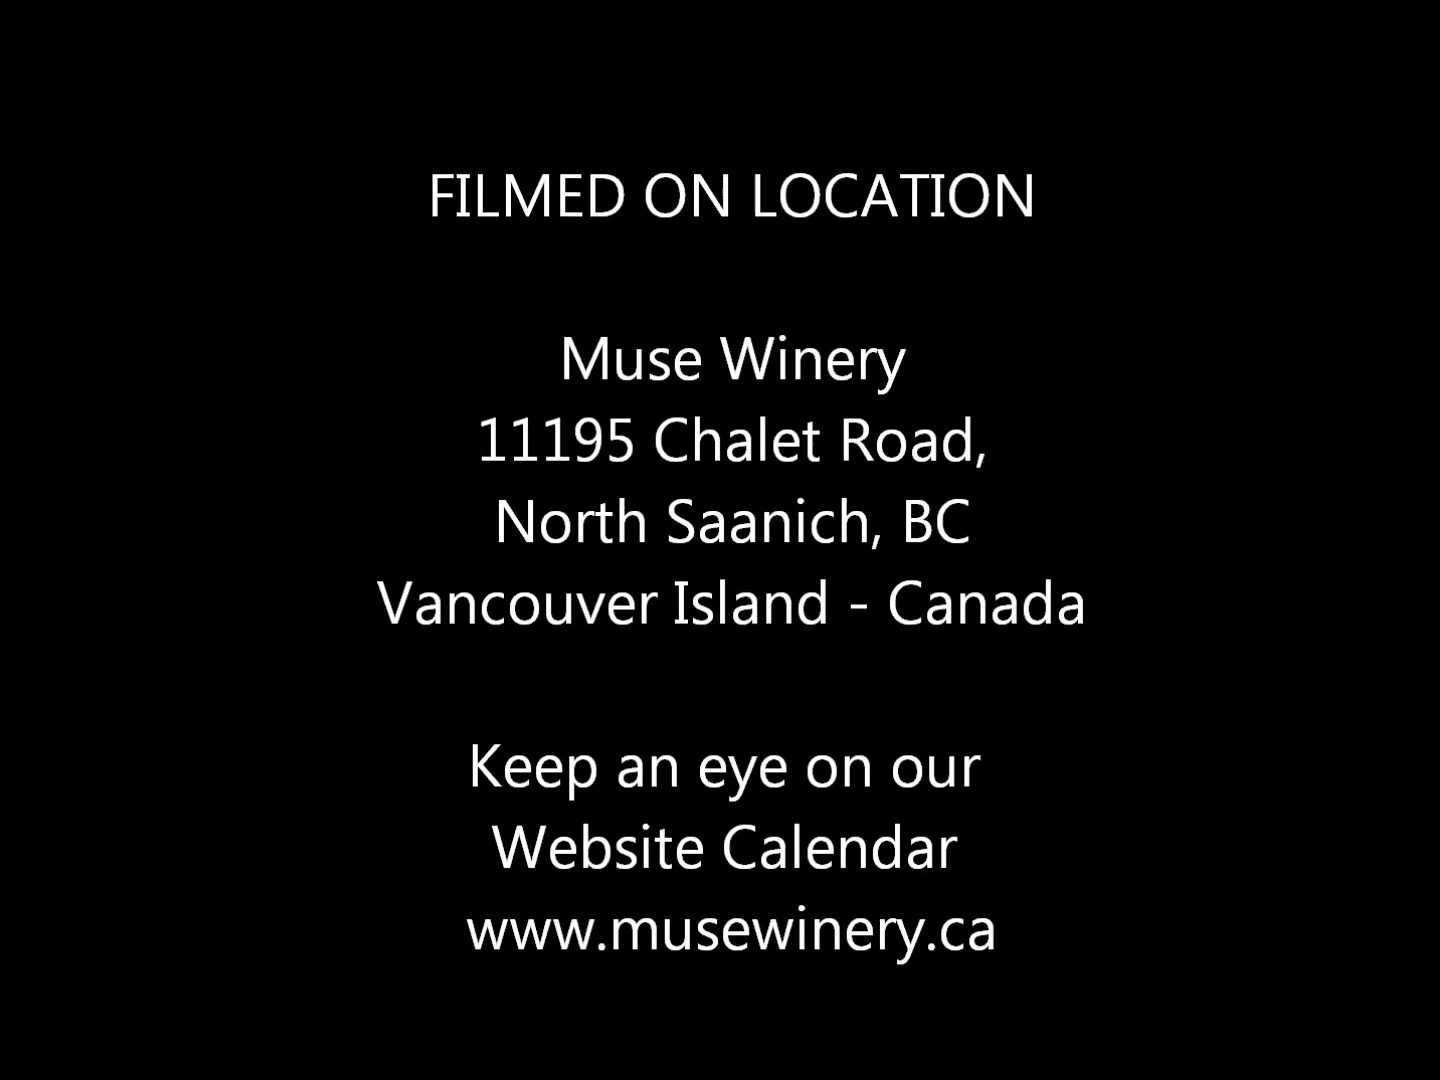 FILMED ON LOCATION
Muse Winery
11195 Chalet Road,
North Saanich, BC
Vancouver Island - Canada
Keep an eye on our
Website Calendar
www.musewinery.ca